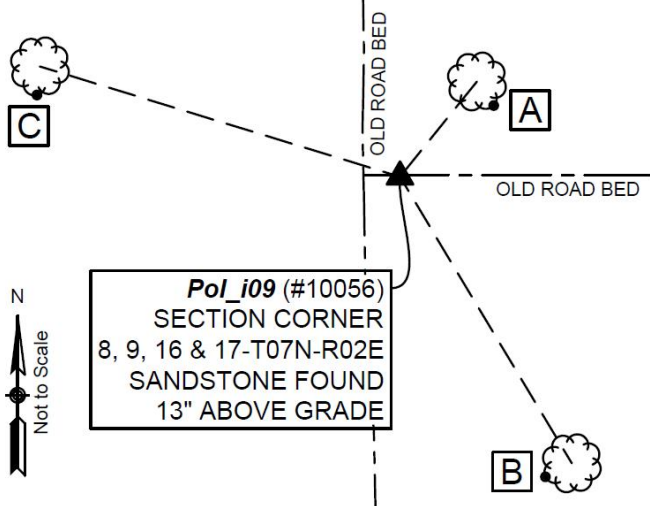 OLD ROAD BED
C
A
OLD ROAD BED
Pol_i09 (#10056)
SECTION CORNER
8, 9, 16 & 17-T07N-R02E
SANDSTONE FOUND
13" ABOVE GRADE
N
Not to Scale
B